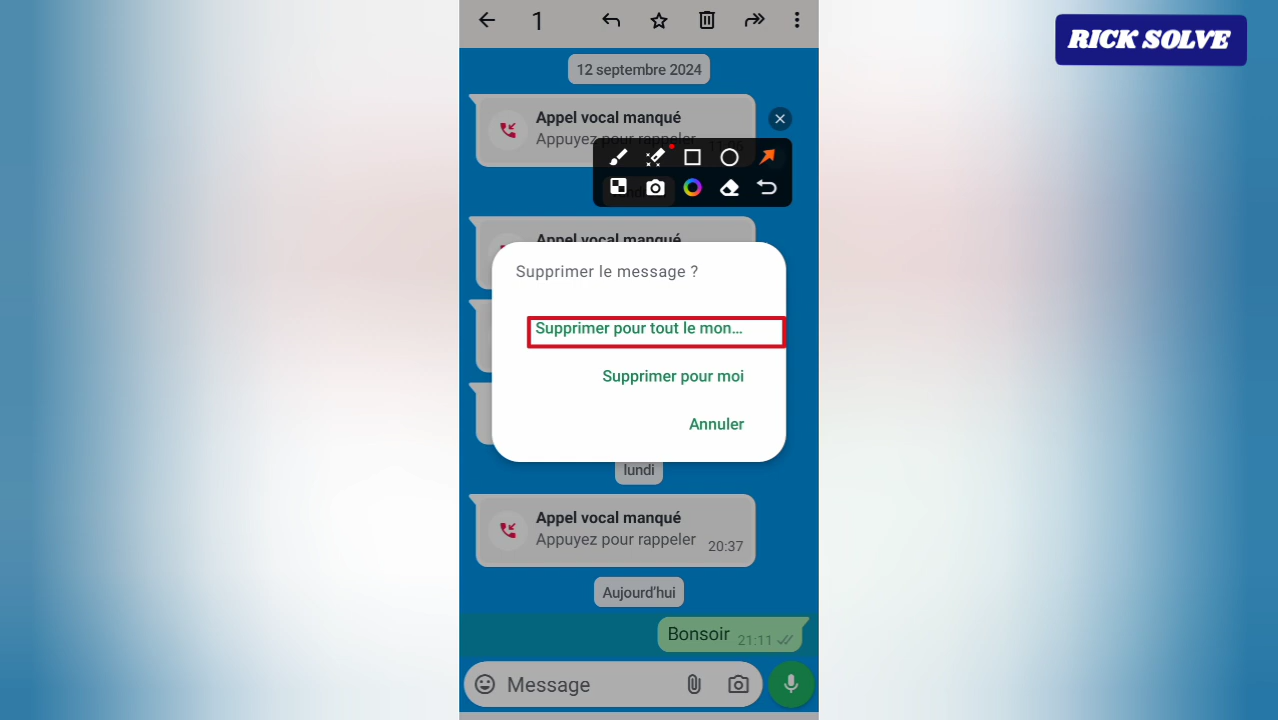 1
RICK SOLVE
12 septembre 2024
Appel vocal manqué
Appuyez pour rappeler
Appel vocal manqué
Supprimer le message ?
Supprimer pour tout le mon...
Supprimer pour moi
Annuler
lundi
Appel vocal manqué
Appuyez pour rappeler 20:37
Aujourd'hui
Bonsoir 21:11
Message